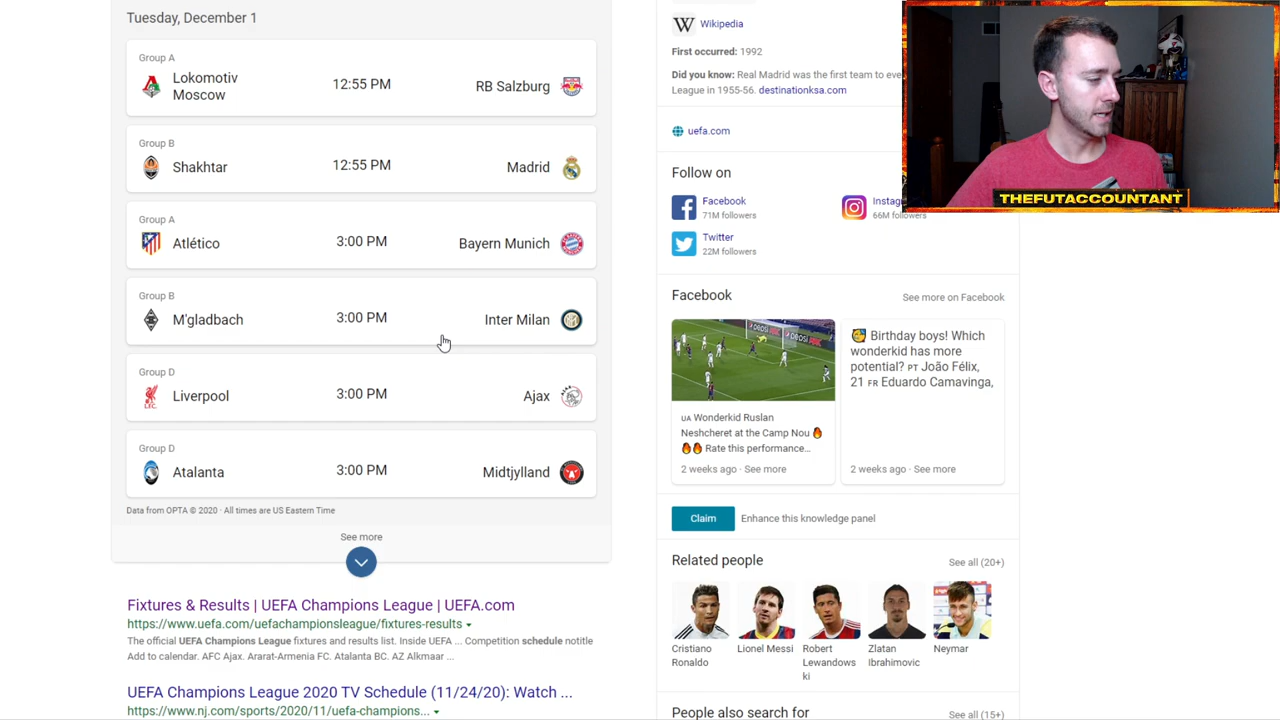 Tuesday, December 1
Group A
Lokomotiv
Moscow
12:55 PM
RB Salzburg
Group B
Shakhtar
12:55 PM
Madrid
Group A
Atlético
3:00 PM
Bayern Munich
Group B
M'gladbach
3:00 PM
Inter Milan
Group D
Liverpool
3:00 PM
Ajax
Group D
Atalanta
3:00 PM
Midtjylland
Data from OPTA © 2020 · All times are US Eastern Time
See more
Fixtures & Results | UEFA Champions League | UEFA.com
https://www.uefa.com/uefachampionsleague/fixtures-results
The official UEFA Champions League fixtures and results list. Inside UEFA ... Competition schedule notitle
Add to calendar. AFC Ajax. Ararat-Armenia FC. Atalanta BC. AZ Alkmaar ...
UEFA Champions League 2020 TV Schedule (11/24/20): Watch ...
https://www.nj.com/sports/2020/11/uefa-champions...
W Wikipedia
First occurred: 1992
Did you know: Real Madrid was the first team to
League in 1955-56. destinationksa.com
uefa.com
Follow on
Facebook
71M followers
66M followers
Twitter
22M followers
Facebook
See more on Facebook
UA Wonderkid Ruslan
Neshcheret at the Camp Nou
Rate this performance...
2 weeks ago · See more
Birthday boys! Which
wonderkid has more
potential? PT João Félix,
21 FR Eduardo Camavinga,
2 weeks ago · See more
Claim
Enhance this knowledge panel
Related people
See all (20+)
Cristiano
Ronaldo
Lionel Messi
Robert
Lewandows
ki
Zlatan
Ibrahimovic
Neymar
People also search for
See all (15+)
THEFUTACCOUNTANT